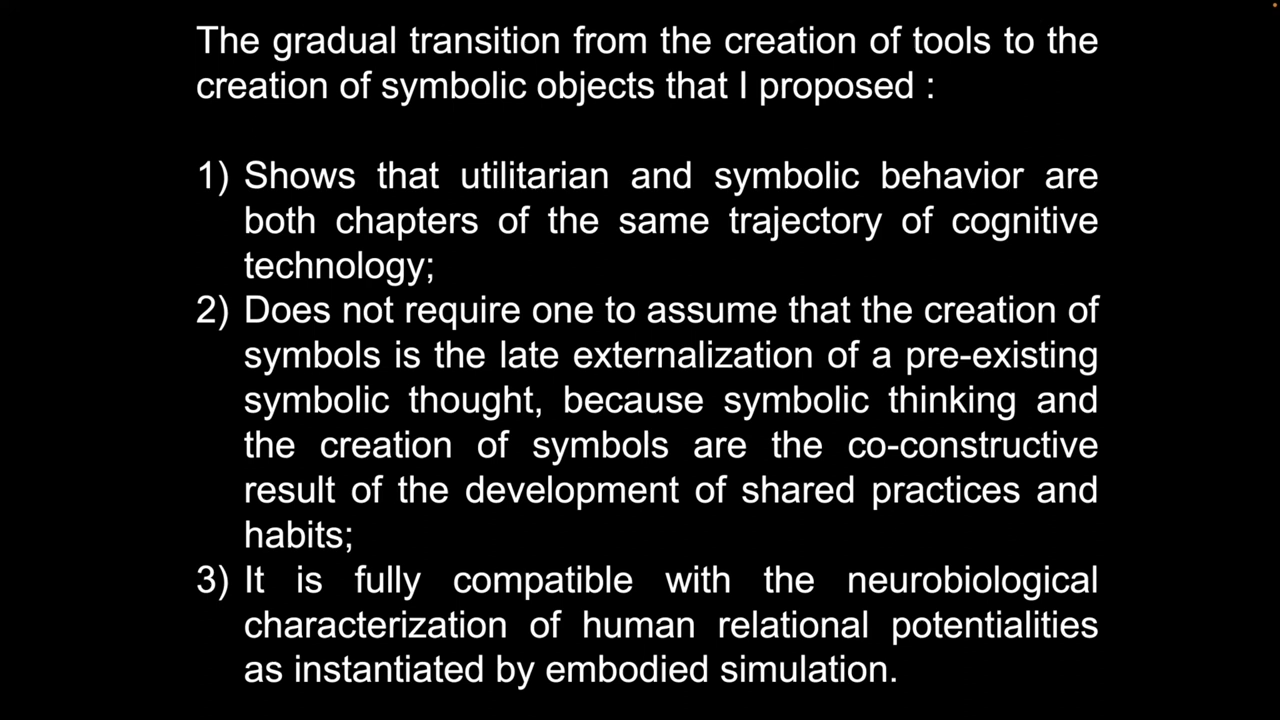 The gradual transition from the creation of tools to the
creation of symbolic objects that I proposed :
1) Shows that utilitarian and symbolic behavior are
both chapters of the same trajectory of cognitive
technology;
2) Does not require one to assume that the creation of
symbols is the late externalization of a pre-existing
symbolic thought, because symbolic thinking and
the creation of symbols are the co-constructive
result of the development of shared practices and
habits;
3) It is fully compatible with the neurobiological
characterization of human relational potentialities
as instantiated by embodied simulation.